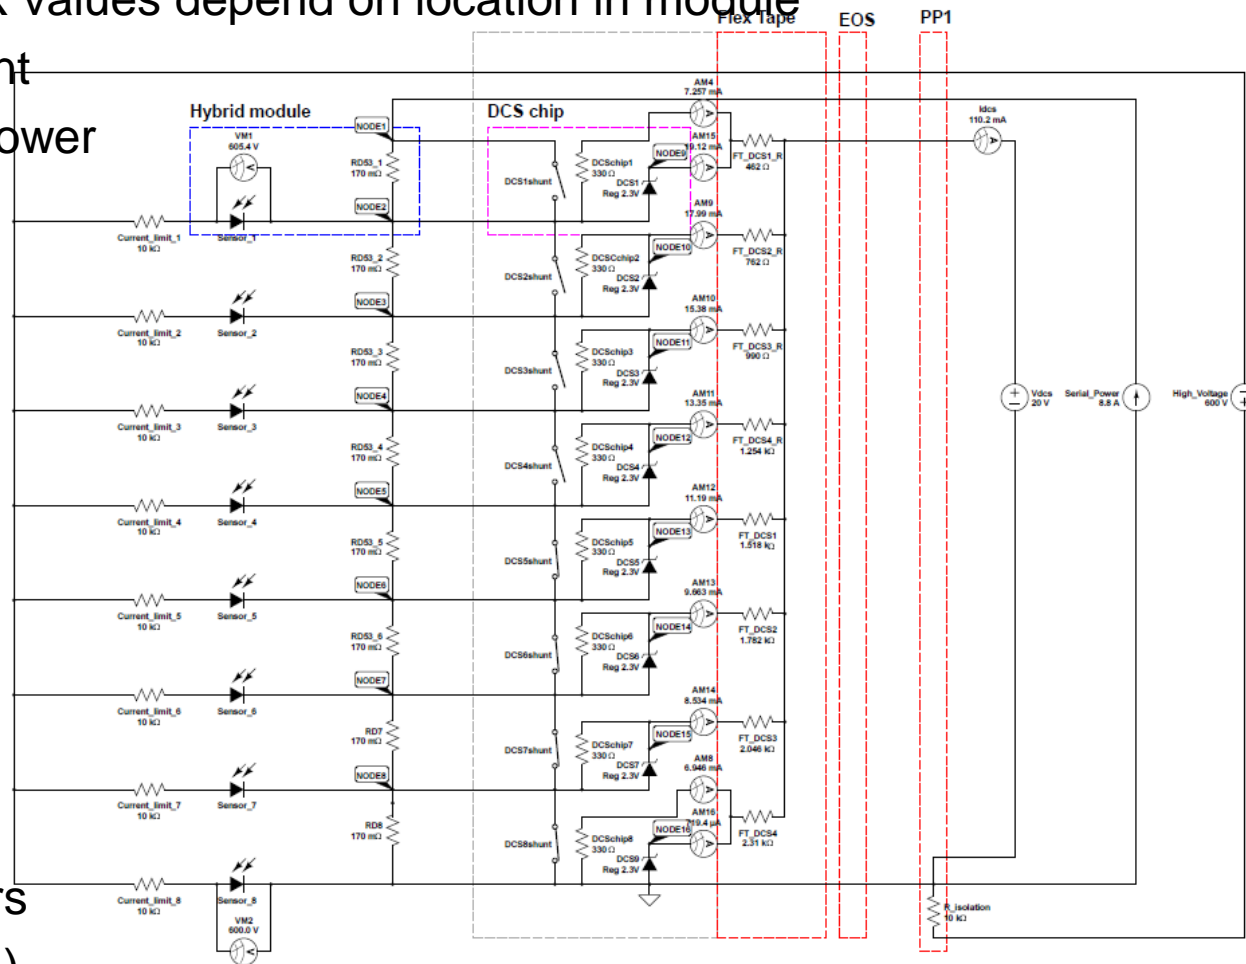 x values depend on location in module
nt
ower
rs
)
Flex Tape
EOS
PP1
Hybrid module
DCS chip
VM1
605.4 V
NODE1
RD53_1
170 mΩ
NODE2
Current_limit_1
10 kΩ
Sensor_1
RD53_2
170 mΩ
NODE3
Current_limit_2
10 kΩ
Sensor_2
RD53_3
170 mΩ
NODE4
Current_limit_3
10 kΩ
Sensor_3
RD53_4
170 mΩ
NODE5
Current_limit_4
10 kΩ
Sensor_4
RD53_5
170 mΩ
NODE6
Current_limit_5
10 kΩ
Sensor_5
RD53_6
170 mΩ
NODE7
Current_limit_6
10 kΩ
Sensor_6
RD7
170 mΩ
NODE8
Current_limit_7
10 kΩ
Sensor_7
RD8
170 mΩ
Current_limit_8
10 kΩ
Sensor_8
VM2
600.0 V
DCS1shunt
DCSchip1
330 Ω
DCS1
Reg 2.3V
NODE9
AM4
7.257 mA
AM15
19.12 mA
FT_DCS1_R
462 Ω
DCS2shunt
DCSCchip2
330 Ω
DCS2
Reg 2.3V
NODE10
AM9
17.99 mA
FT_DCS2_R
762 Ω
DCS3shunt
DCSchip3
330 Ω
DCS3
Reg 2.3V
NODE11
AM10
15.38 mA
FT_DCS3_R
990 Ω
DCS4shunt
DCSchip4
330 Ω
DCS4
Reg 2.3V
NODE12
AM11
13.35 mA
FT_DCS4_R
1.254 kΩ
DCS5shunt
DCSchip5
330 Ω
DCS5
Reg 2.3V
NODE13
AM12
11.19 mA
FT_DCS1
1.518 kΩ
DCS6shunt
DCSchip6
330 Ω
DCS6
Reg 2.3V
NODE14
AM13
9.663 mA
FT_DCS2
1.782 kΩ
DCS7shunt
DCSchip7
330 Ω
DCS7
Reg 2.3V
NODE15
AM14
8.534 mA
FT_DCS3
2.046 kΩ
DCS8shunt
DCSchip8
330 Ω
DCS9
Reg 2.3V
NODE16
AM8
6.946 mA
AM16
719.4 µA
FT_DCS4
2.31 kΩ
Idcs
110.2 mA
Vdcs
20 V
Serial_Power
8.8 A
High_Voltage
600 V
R_isolation
10 kΩ